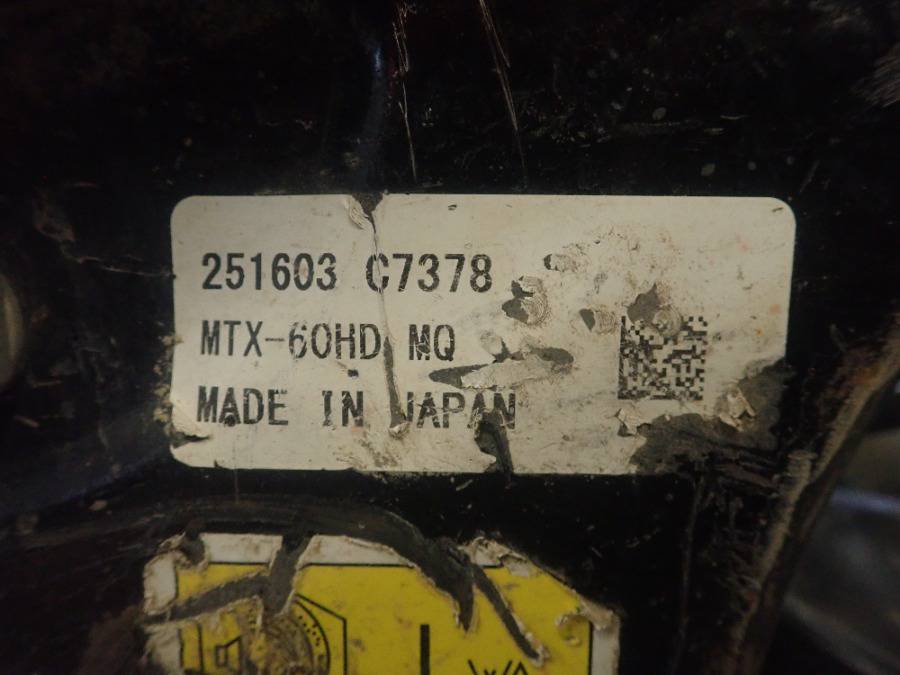 251603 C7378
MTX-60HD MQ
MADE IN JAPAN